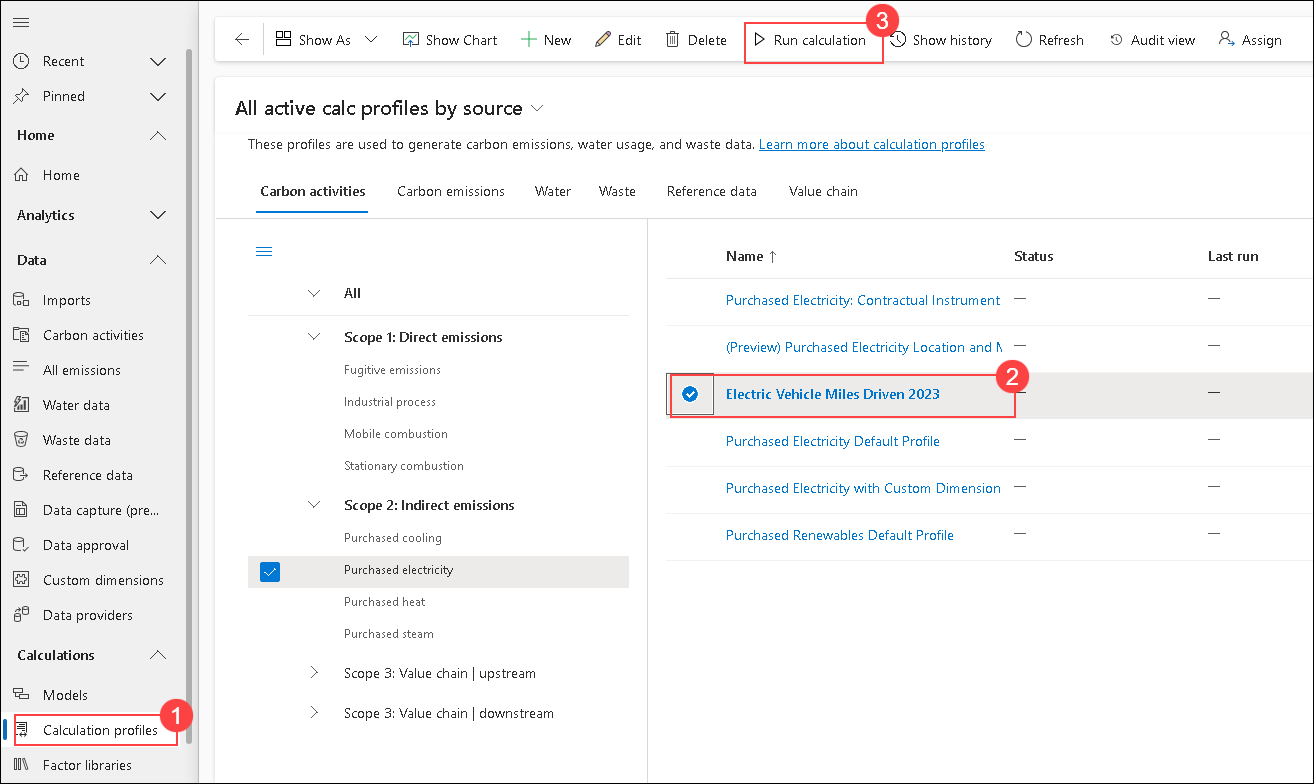 Recent
Pinned
Home
Home
Analytics
Data
Imports
Carbon activities
All emissions
Water data
Waste data
Reference data
Data capture (pre...
Data approval
Custom dimensions
Data providers
Calculations
Models
Calculation profiles
1
Factor libraries
Show As
Show Chart
New
Edit
Delete
Run calculation
3
Show history
Refresh
Audit view
Assign
All active calc profiles by source
These profiles are used to generate carbon emissions, water usage, and waste data. Learn more about calculation profiles
Carbon activities Carbon emissions Water Waste Reference data Value chain
All
Scope 1: Direct emissions
Fugitive emissions
Industrial process
Mobile combustion
Stationary combustion
Scope 2: Indirect emissions
Purchased cooling
Purchased electricity
Purchased heat
Purchased steam
Scope 3: Value chain | upstream
Scope 3: Value chain | downstream
Name ↑ Status Last run
Purchased Electricity: Contractual Instrument — —
(Preview) Purchased Electricity Location and M — —
Electric Vehicle Miles Driven 2023 2 — —
Purchased Electricity Default Profile — —
Purchased Electricity with Custom Dimension — —
Purchased Renewables Default Profile — —